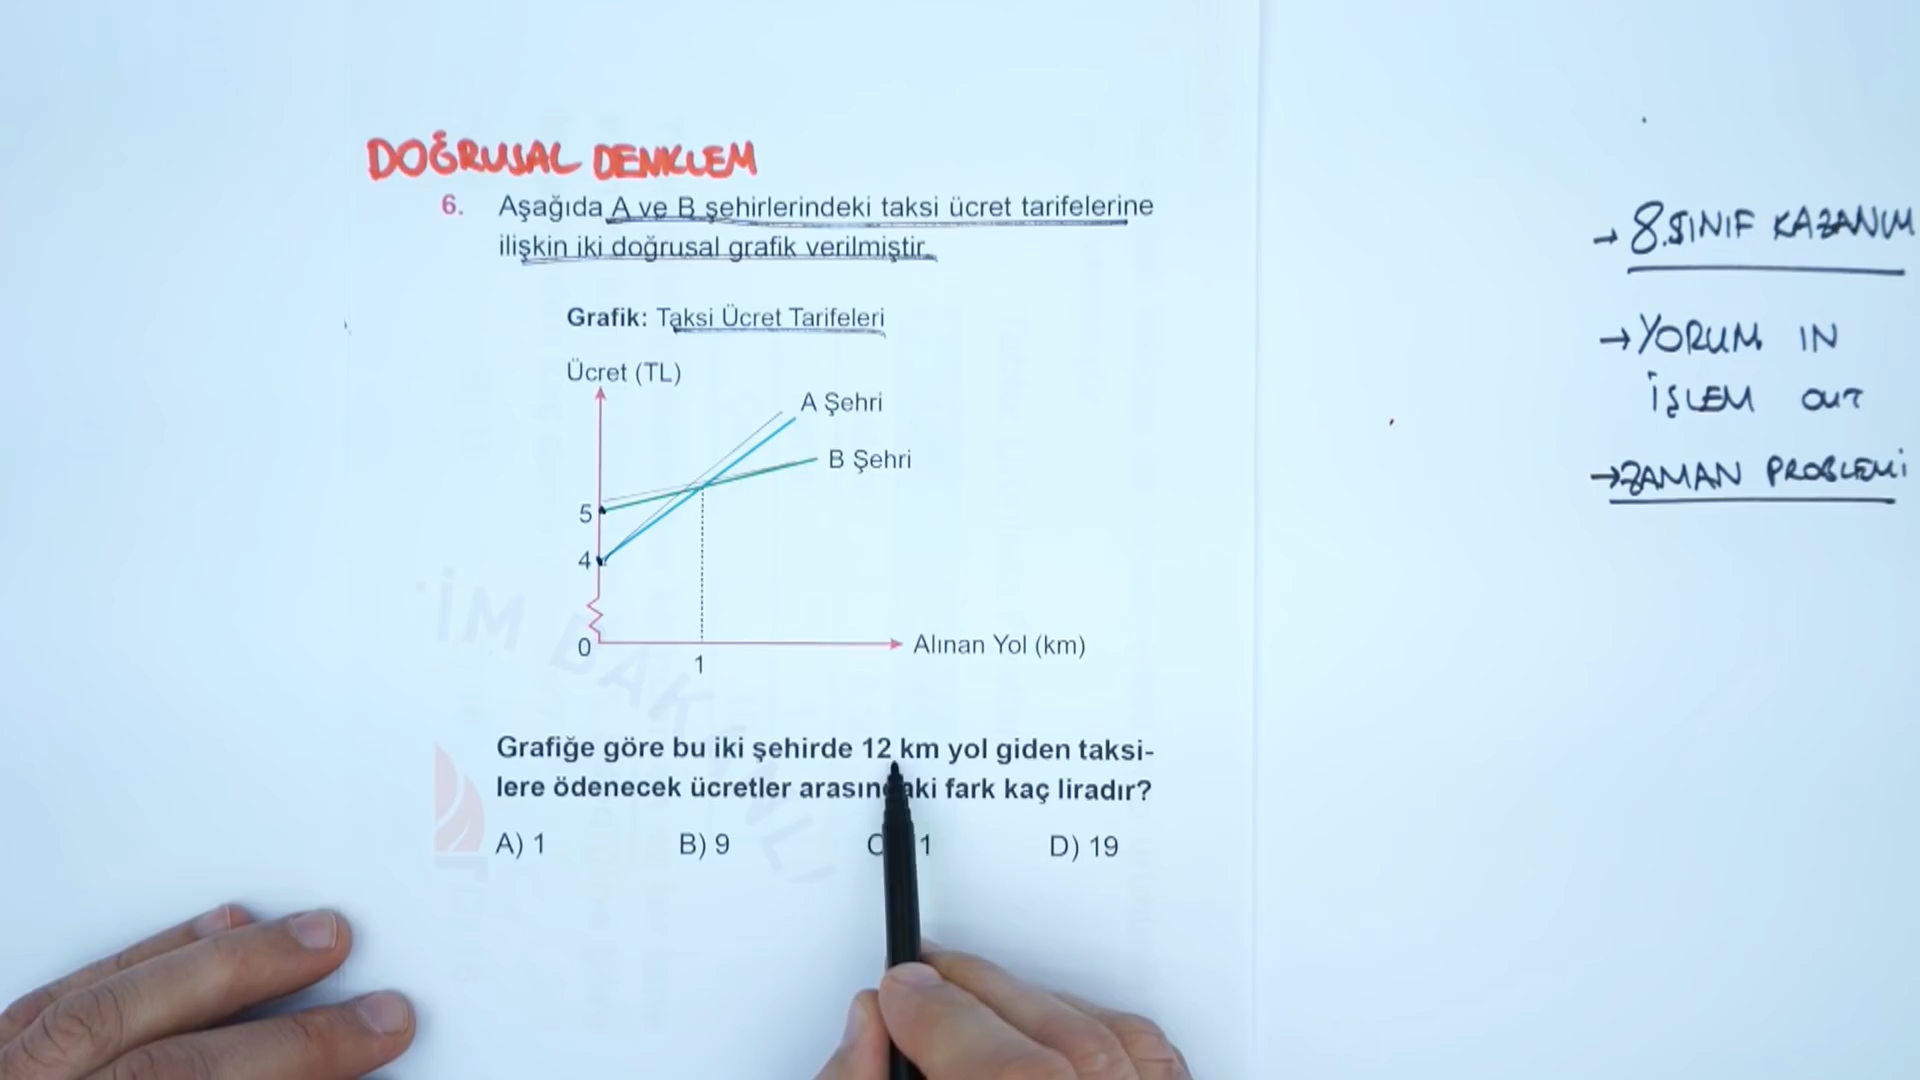 DOĞRUSAL DENKLEM
6. Aşağıda A ve B şehirlerindeki taksi ücret tarifelerine
ilişkin iki doğrusal grafik verilmiştir.
Grafik: Taksi Ücret Tarifeleri
Ücret (TL)
A Şehri
B Şehri
5
4
0
1
Alınan Yol (km)
Grafiğe göre bu iki şehirde 12 km yol giden taksi-
lere ödenecek ücretler arasındaki fark kaç liradır?
A) 1 B) 9 C 1 D) 19
→ 8.SINIF KAZANIM
→ YORUM IN
İŞLEM OUT
→ ZAMAN PROBLEMİ
İM BAKANLI